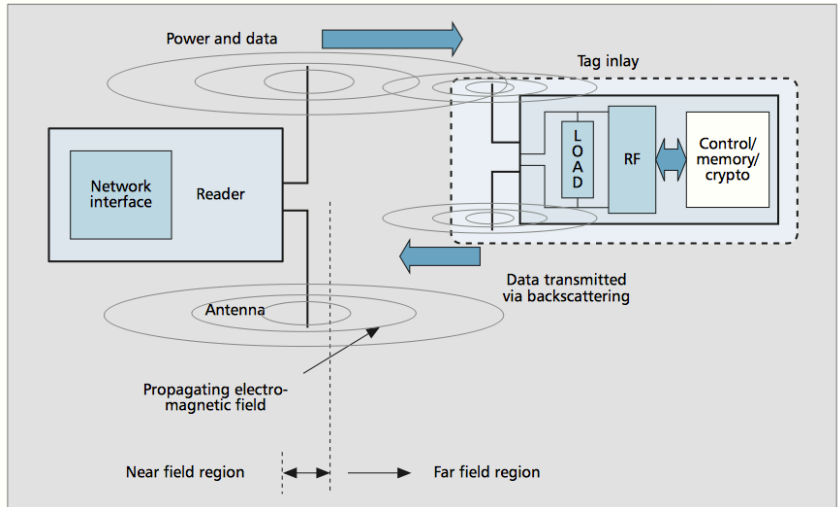 Power and data
Tag inlay
Network
interface
Reader
L
O
A
D
RF
Control/
memory/
crypto
Data transmitted
via backscattering
Antenna
Propagating electro-
magnetic field
Near field region
Far field region